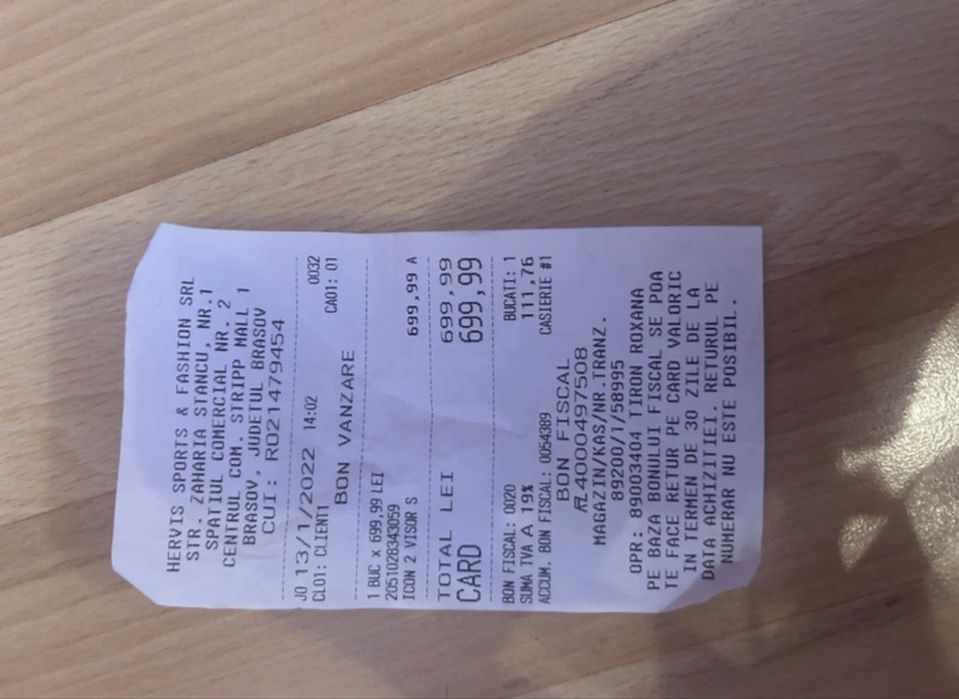 HERVIS SPORTS & FASHION SRL
STR. ZAHARIA STANCU, NR.1
SPATIUL COMERCIAL NR. 2
CENTRUL COM. STRIPP MALL 1
BRASOV, JUDETUL BRASOV
CUI: RO21479454
JO 13/1/2022 14:02 0032
CL01: CLIENTI CA01: 01
BON VANZARE
1 BUC x 699,99 LEI
2051028343059
ICON 2 VISOR S 699,99 A
TOTAL LEI 699,99
CARD 699,99
BON FISCAL: 0020 BUCATI: 1
SUMA TVA A 19% 111,76
ACCUM. BON FISCAL: 0054389 CASIERIE #1
BON FISCAL
4000497508
MAGAZIN/KAS/NR.TRANZ.
89200/1/58995
OPR: 89003404 TIRON ROXANA
PE BAZA BONULUI FISCAL SE POA
TE FACE RETUR PE CARD VALORIC
IN TERMEN DE 30 ZILE DE LA
DATA ACHIZITIEI. RETURUL PE
NUMERAR NU ESTE POSIBIL.